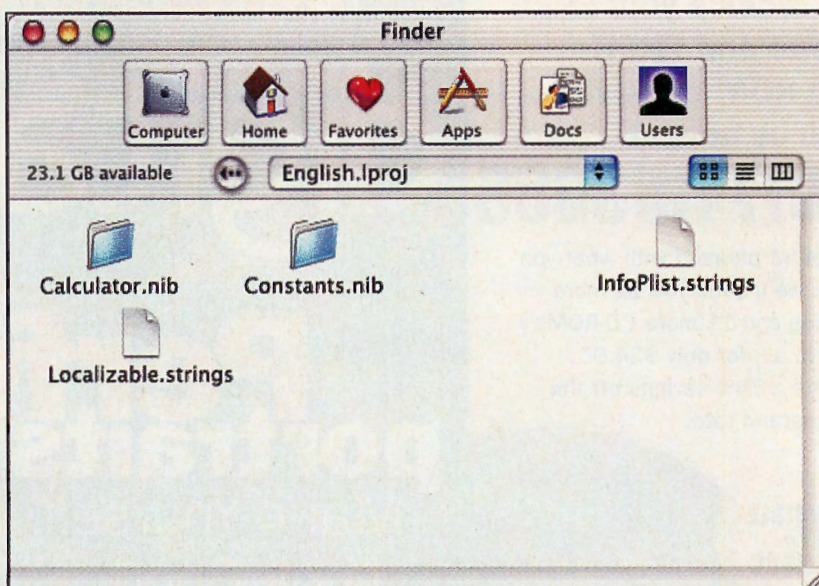 Finder
Computer Home Favorites Apps Docs Users
23.1 GB available English.lproj
Calculator.nib Constants.nib InfoPlist.strings
Localizable.strings